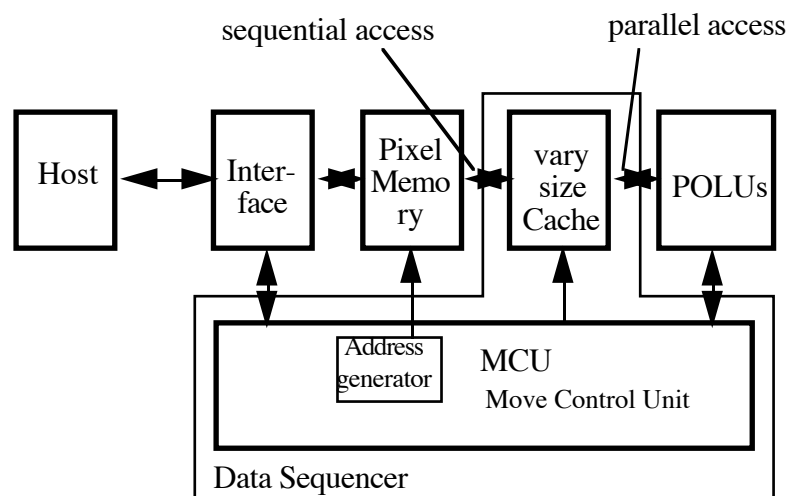 sequential access
parallel access
Host
Inter-
face
Pixel
Memo
ry
vary
size
Cache
POLUs
Address
generator
MCU
Move Control Unit
Data Sequencer